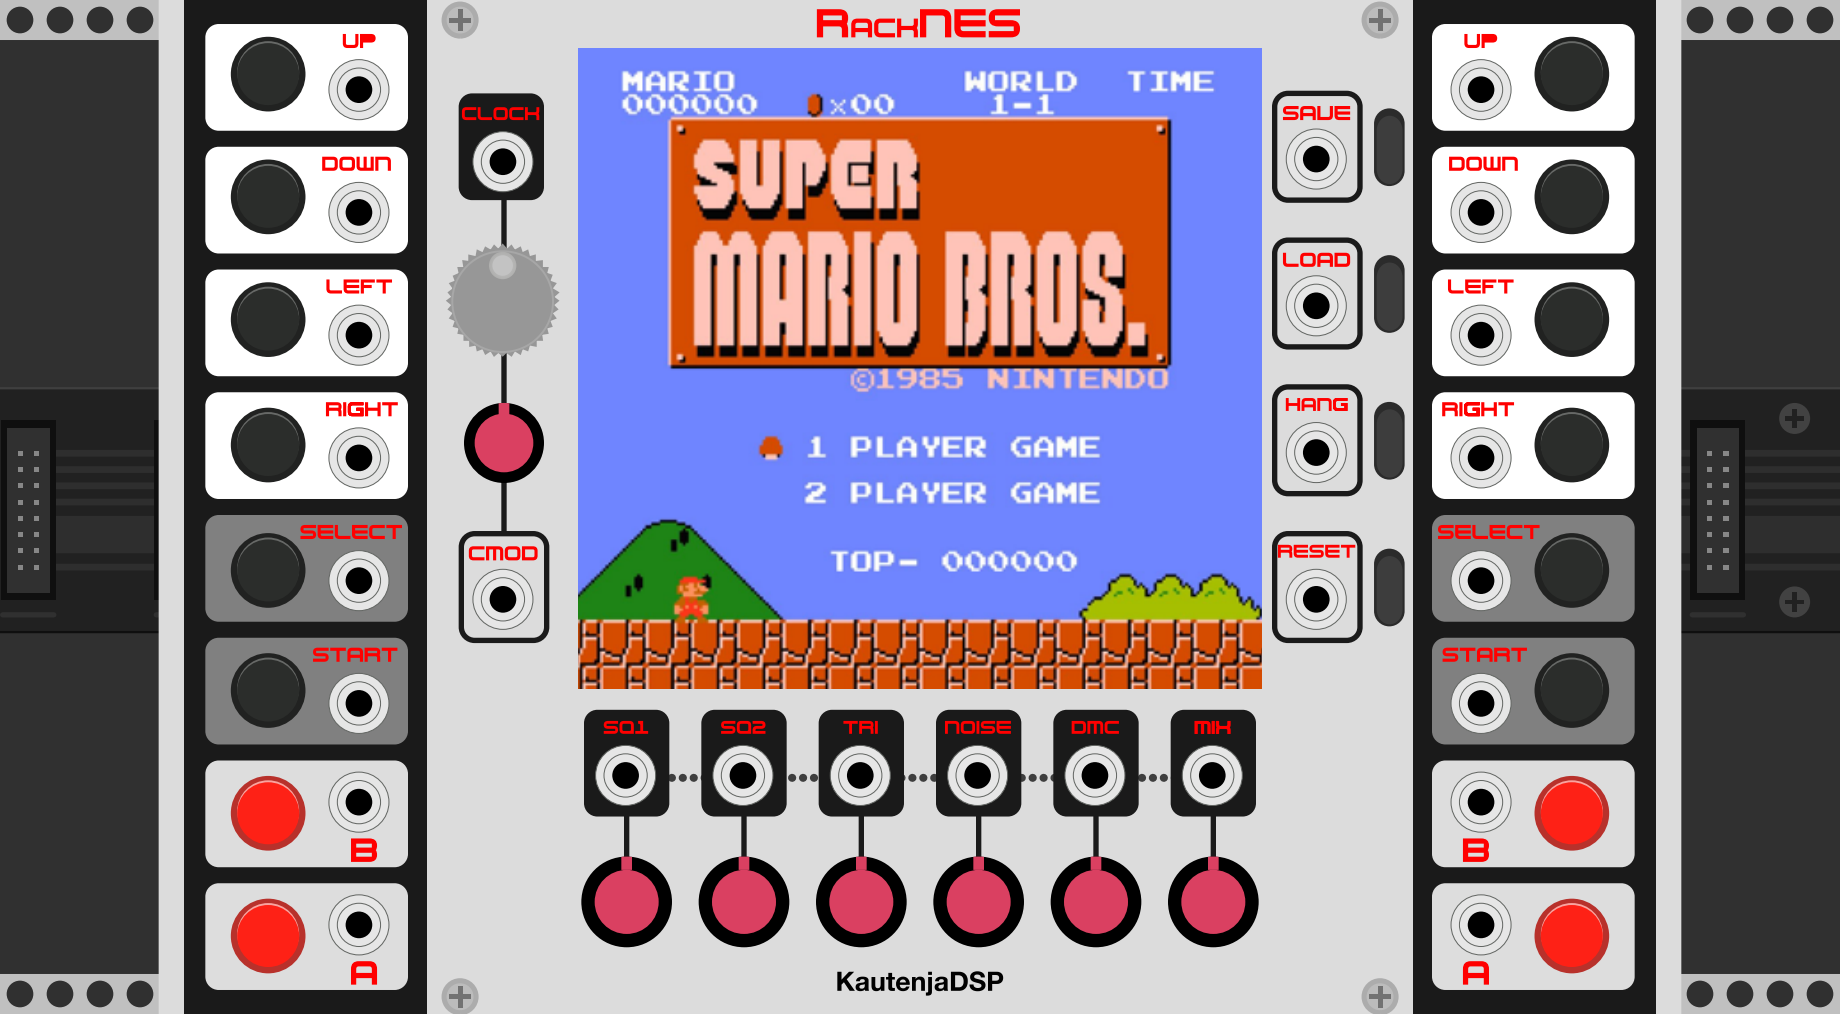 RackNES
UP
DOWN
LEFT
RIGHT
SELECT
START
B
A
CLOCK
CMOD
MARIO WORLD TIME
000000 x00 1-1
SUPER
MARIO BROS.
©1985 NINTENDO
1 PLAYER GAME
2 PLAYER GAME
TOP- 000000
SAVE
LOAD
HANG
RESET
UP
DOWN
LEFT
RIGHT
SELECT
START
B
A
SQ1 SQ2 TRI NOISE DMC MIX
KautenjaDSP